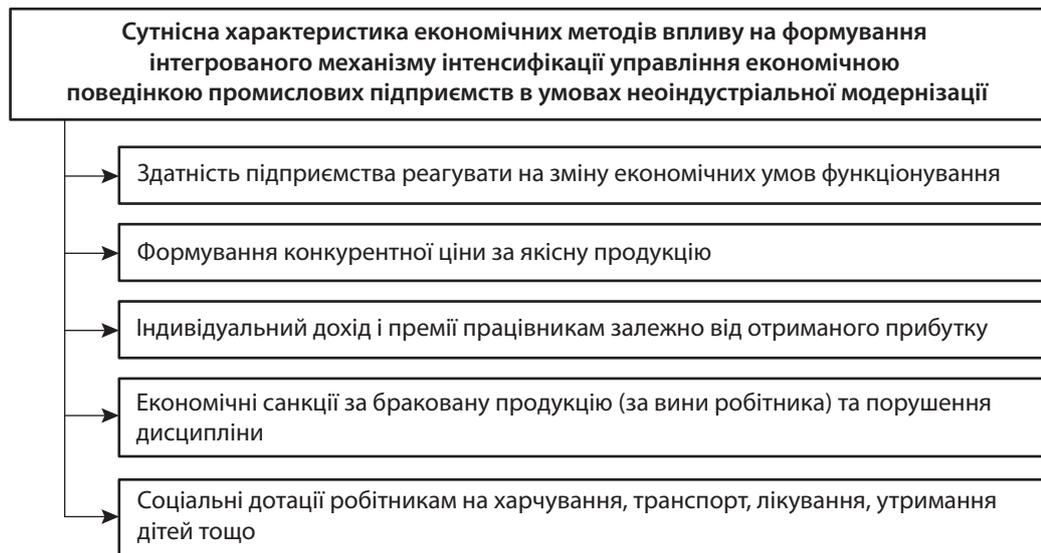 Сутнісна характеристика економічних методів впливу на формування
інтегрованого механізму інтенсифікації управління економічною
поведінкою промислових підприємств в умовах неоіндустріальної модернізації
Здатність підприємства реагувати на зміну економічних умов функціонування
Формування конкурентної ціни за якісну продукцію
Індивідуальний дохід і премії працівникам залежно від отриманого прибутку
Економічні санкції за браковану продукцію (за вини робітника) та порушення
дисципліни
Соціальні дотації робітникам на харчування, транспорт, лікування, утримання
дітей тощо